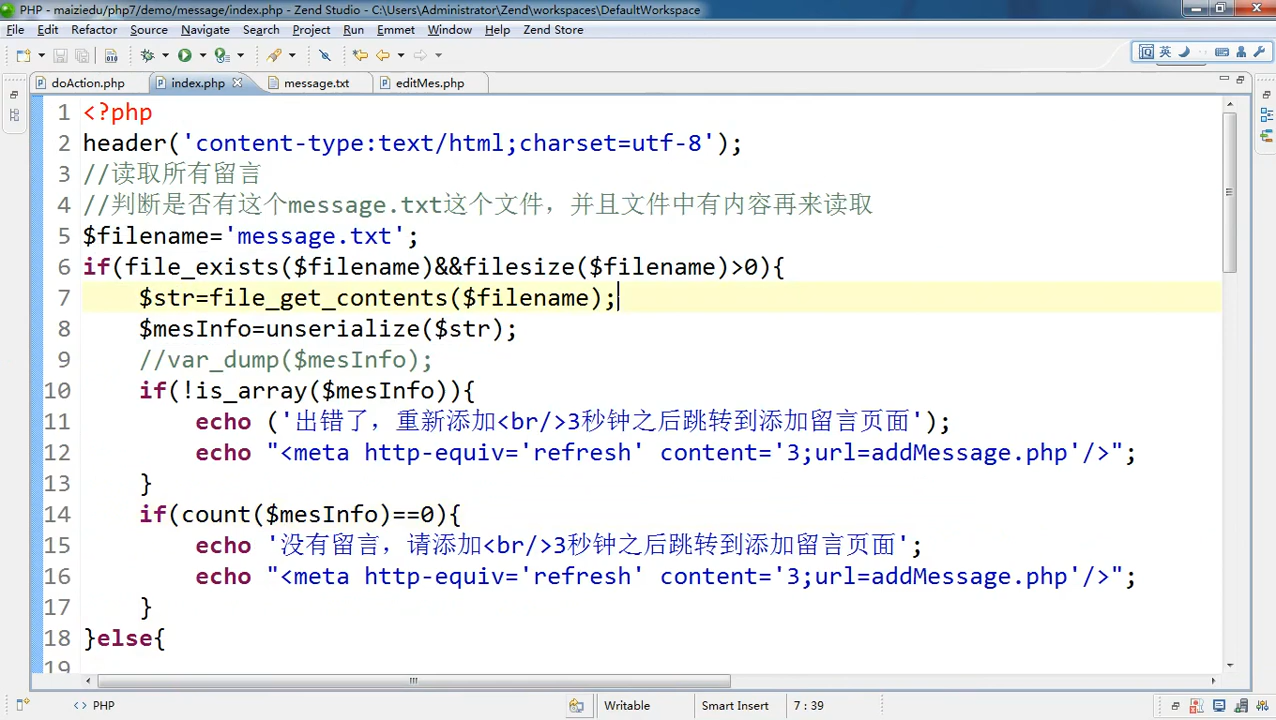 PHP - maiziedu/php7/demo/message/index.php - Zend Studio - C:\Users\Administrator\Zend\workspaces\DefaultWorkspace
File Edit Refactor Source Navigate Search Project Run Emmet Window Help Zend Store
英
doAction.php index.php message.txt editMes.php
1 <?php
2 header('content-type:text/html;charset=utf-8');
3 //读取所有留言
4 //判断是否有这个message.txt这个文件，并且文件中有内容再来读取
5 $filename='message.txt';
6 if(file_exists($filename)&&filesize($filename)>0){
7 $str=file_get_contents($filename);
8 $mesInfo=unserialize($str);
9 //var_dump($mesInfo);
10 if(!is_array($mesInfo)){
11 echo ('出错了，重新添加<br/>3秒钟之后跳转到添加留言页面');
12 echo "<meta http-equiv='refresh' content='3;url=addMessage.php'/>";
13 }
14 if(count($mesInfo)==0){
15 echo '没有留言，请添加<br/>3秒钟之后跳转到添加留言页面';
16 echo "<meta http-equiv='refresh' content='3;url=addMessage.php'/>";
17 }
18 }else{
19
PHP Writable Smart Insert 7 : 39